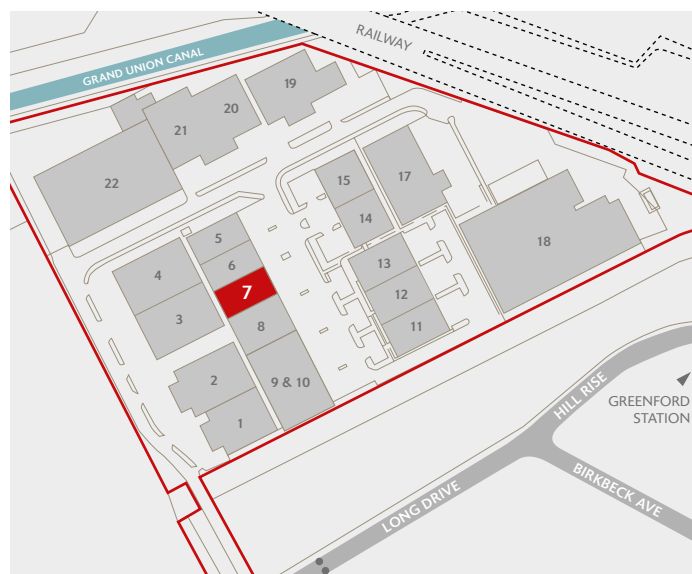 RAILWAY
GRAND UNION CANAL
19
20
21
22
15
17
14
5
6
7
4
3
8
13
12
11
18
2
9 & 10
1
HILL RISE
GREENFORD
STATION
LONG DRIVE
BIRKBECK AVE